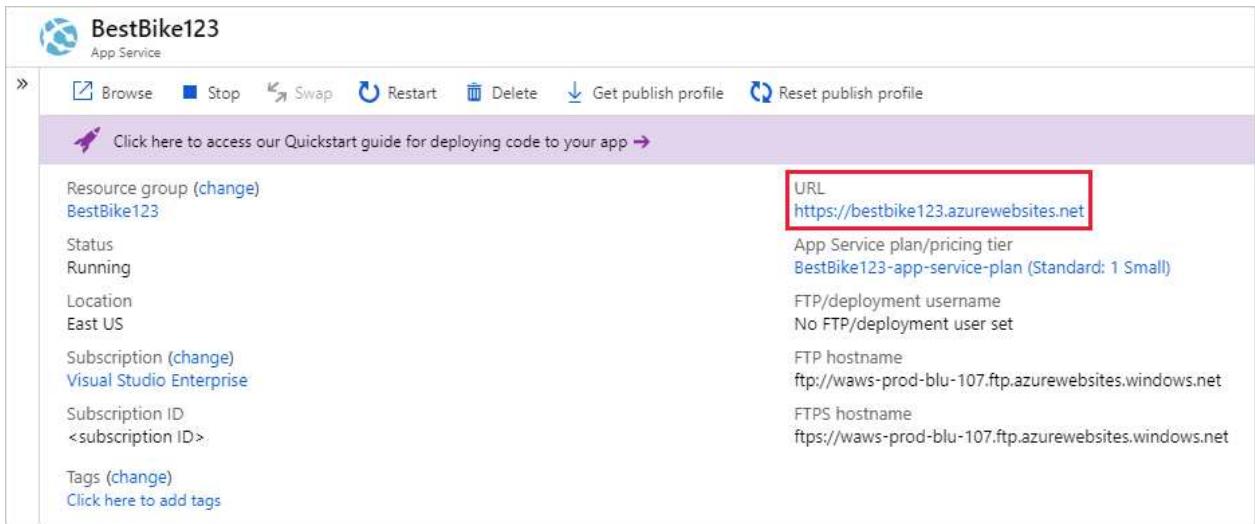 BestBike123
App Service
»
Browse Stop Swap Restart Delete Get publish profile Reset publish profile
Click here to access our Quickstart guide for deploying code to your app →
Resource group (change)
BestBike123
Status
Running
Location
East US
Subscription (change)
Visual Studio Enterprise
Subscription ID
<subscription ID>
Tags (change)
Click here to add tags
URL
https://bestbike123.azurewebsites.net
App Service plan/pricing tier
BestBike123-app-service-plan (Standard: 1 Small)
FTP/deployment username
No FTP/deployment user set
FTP hostname
ftp://waws-prod-blu-107.ftp.azurewebsites.windows.net
FTPS hostname
ftps://waws-prod-blu-107.ftp.azurewebsites.windows.net